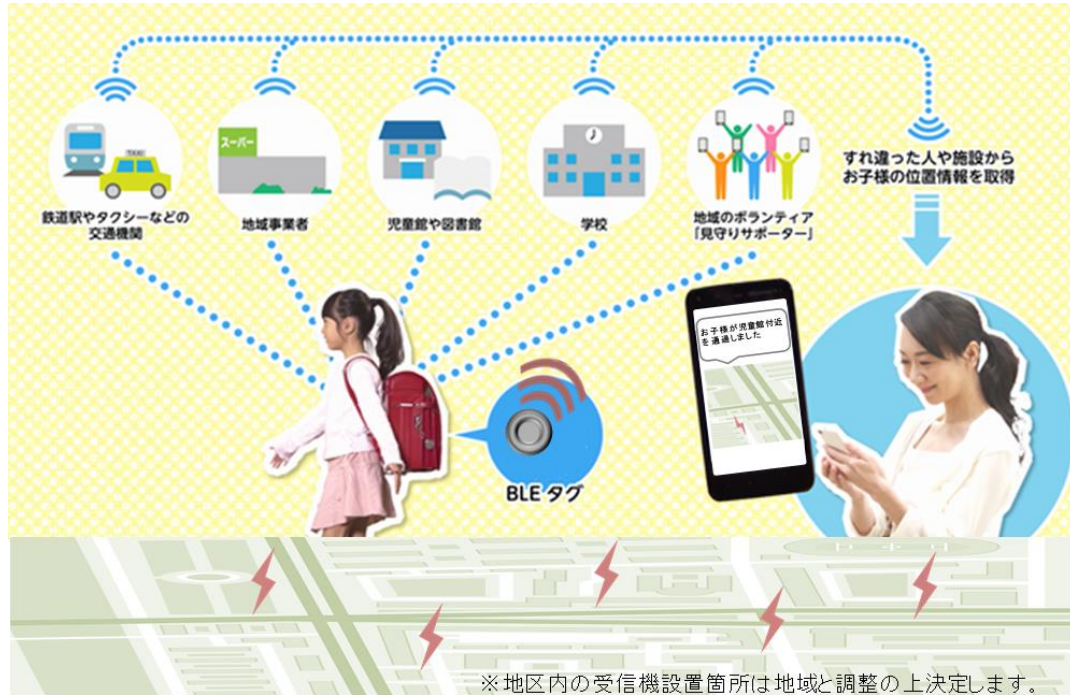 TAXI
スーパー
鉄道駅やタクシーなどの
交通機関
地域事業者
児童館や図書館
学校
地域のボランティア
「見守りサポーター」
すれ違った人や施設から
お子様の位置情報を取得
お子様が児童館付近
を通過しました
BLE タグ
※地区内の受信機設置箇所は地域と調整の上決定します。